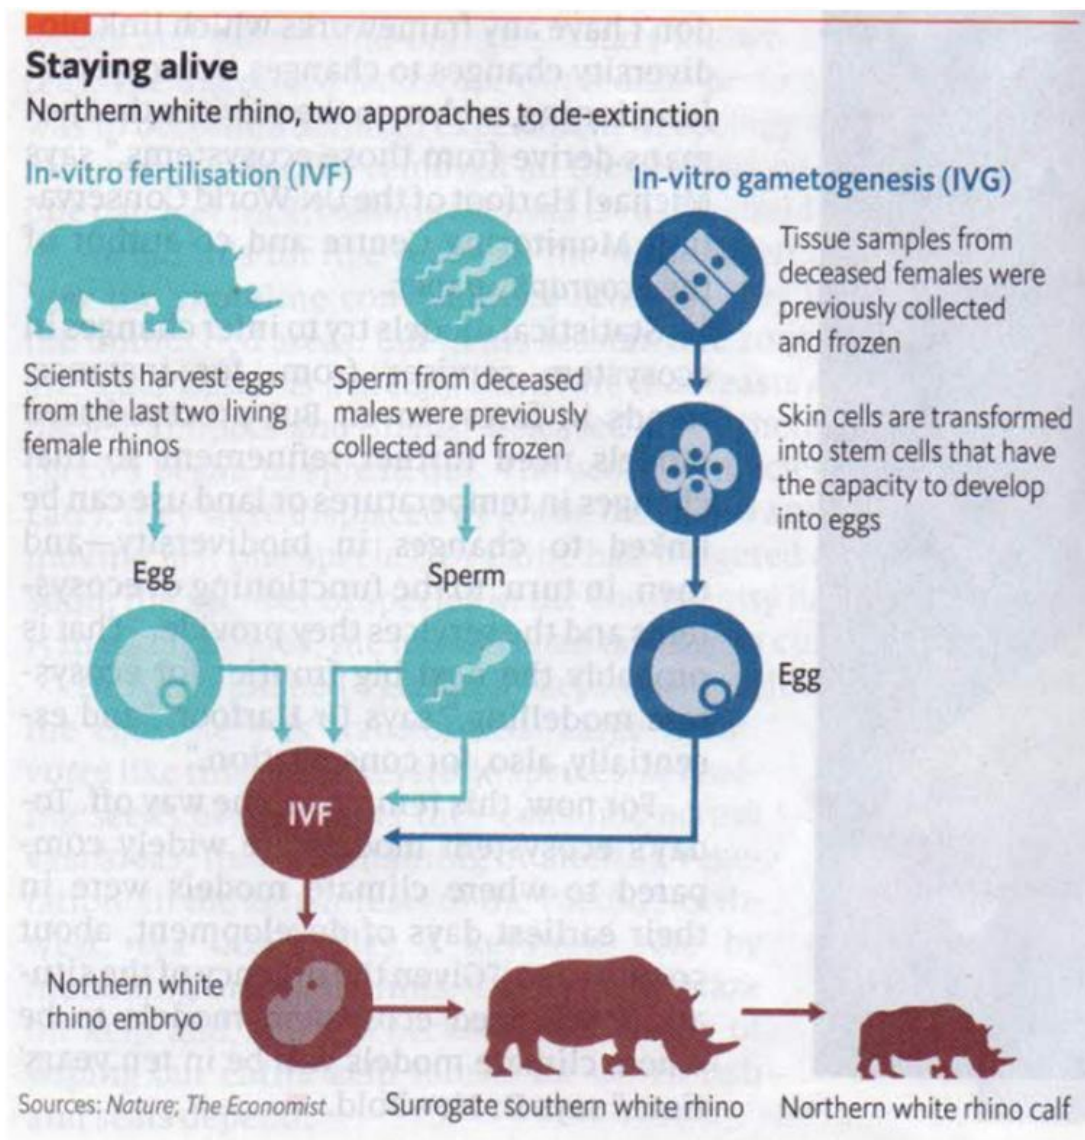 Staying alive
Northern white rhino, two approaches to de-extinction
In-vitro fertilisation (IVF)
Scientists harvest eggs
from the last two living
female rhinos
Sperm from deceased
males were previously
collected and frozen
Egg
Sperm
In-vitro gametogenesis (IVG)
Tissue samples from
deceased females were
previously collected
and frozen
Skin cells are transformed
into stem cells that have
the capacity to develop
into eggs
Egg
IVF
Northern white
rhino embryo
Surrogate southern white rhino
Northern white rhino calf
Sources: Nature; The Economist